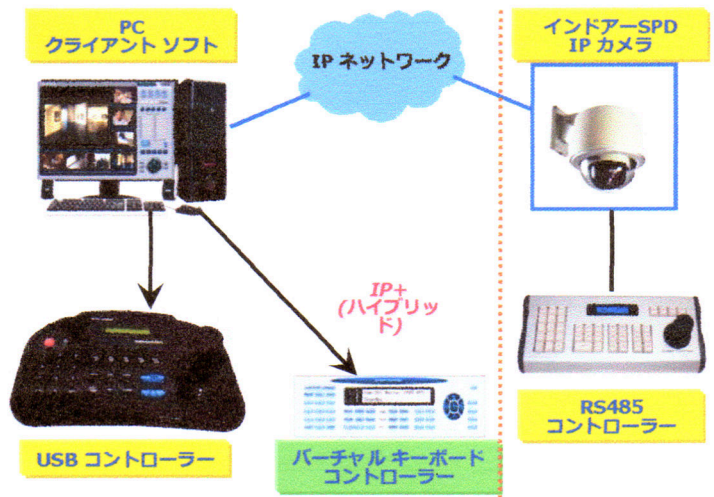 PC
クライアント ソフト
インドアーSPD
IP カメラ
IP ネットワーク
IP+
(ハイブリッ
ド)
USB コントローラー
バーチャル キーボード
コントローラー
RS485
コントローラー